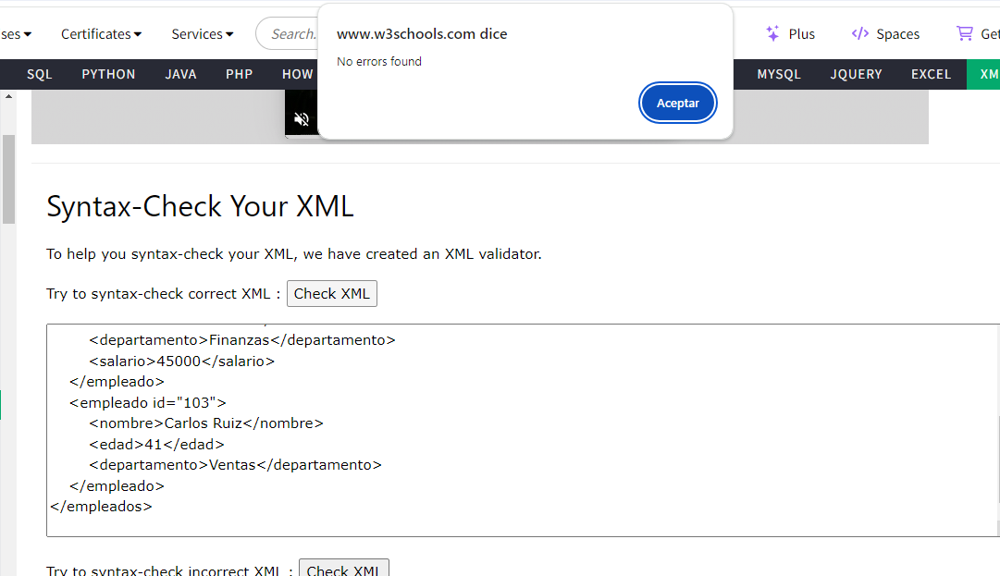 www.w3schools.com dice
No errors found
Aceptar
ses Certificates Services Search. Plus </> Spaces Get
SQL PYTHON JAVA PHP HOW MYSQL JQUERY EXCEL XM
Syntax-Check Your XML
To help you syntax-check your XML, we have created an XML validator.
Try to syntax-check correct XML : Check XML
<departamento>Finanzas</departamento>
<salario>45000</salario>
</empleado>
<empleado id="103">
<nombre>Carlos Ruiz</nombre>
<edad>41</edad>
<departamento>Ventas</departamento>
</empleado>
</empleados>
Try to syntax-check incorrect XML : Check XML